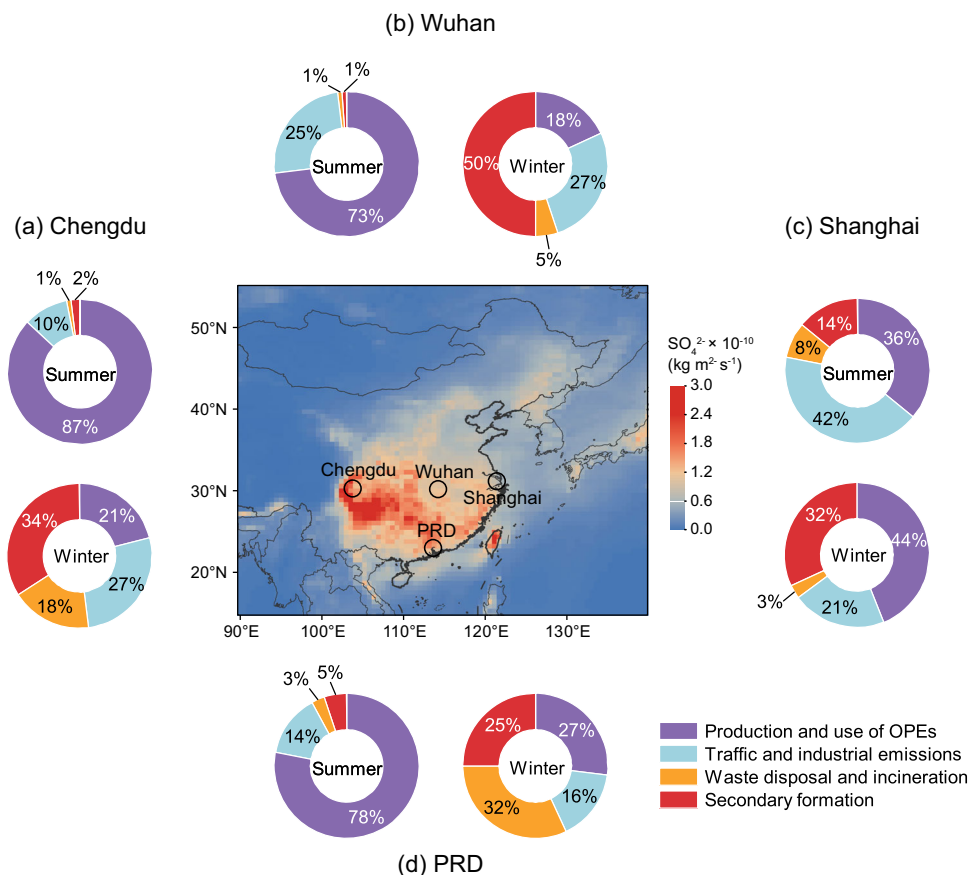 (b) Wuhan
1%
1%
25%
Summer
73%
18%
50%
Winter
27%
5%
(a) Chengdu
1%
2%
10%
Summer
87%
34%
21%
Winter
18%
27%
(c) Shanghai
14%
36%
8%
Summer
42%
32%
44%
Winter
3%
21%
50°N
40°N
30°N
20°N
90°E
100°E
110°E
120°E
130°E
Chengdu
Wuhan
Shanghai
PRD
SO₄²⁻ × 10⁻¹⁰
(kg m⁻² s⁻¹)
3.0
2.4
1.8
1.2
0.6
0.0
3%
5%
14%
Summer
78%
25%
27%
Winter
32%
16%
(d) PRD
Production and use of OPEs
Traffic and industrial emissions
Waste disposal and incineration
Secondary formation